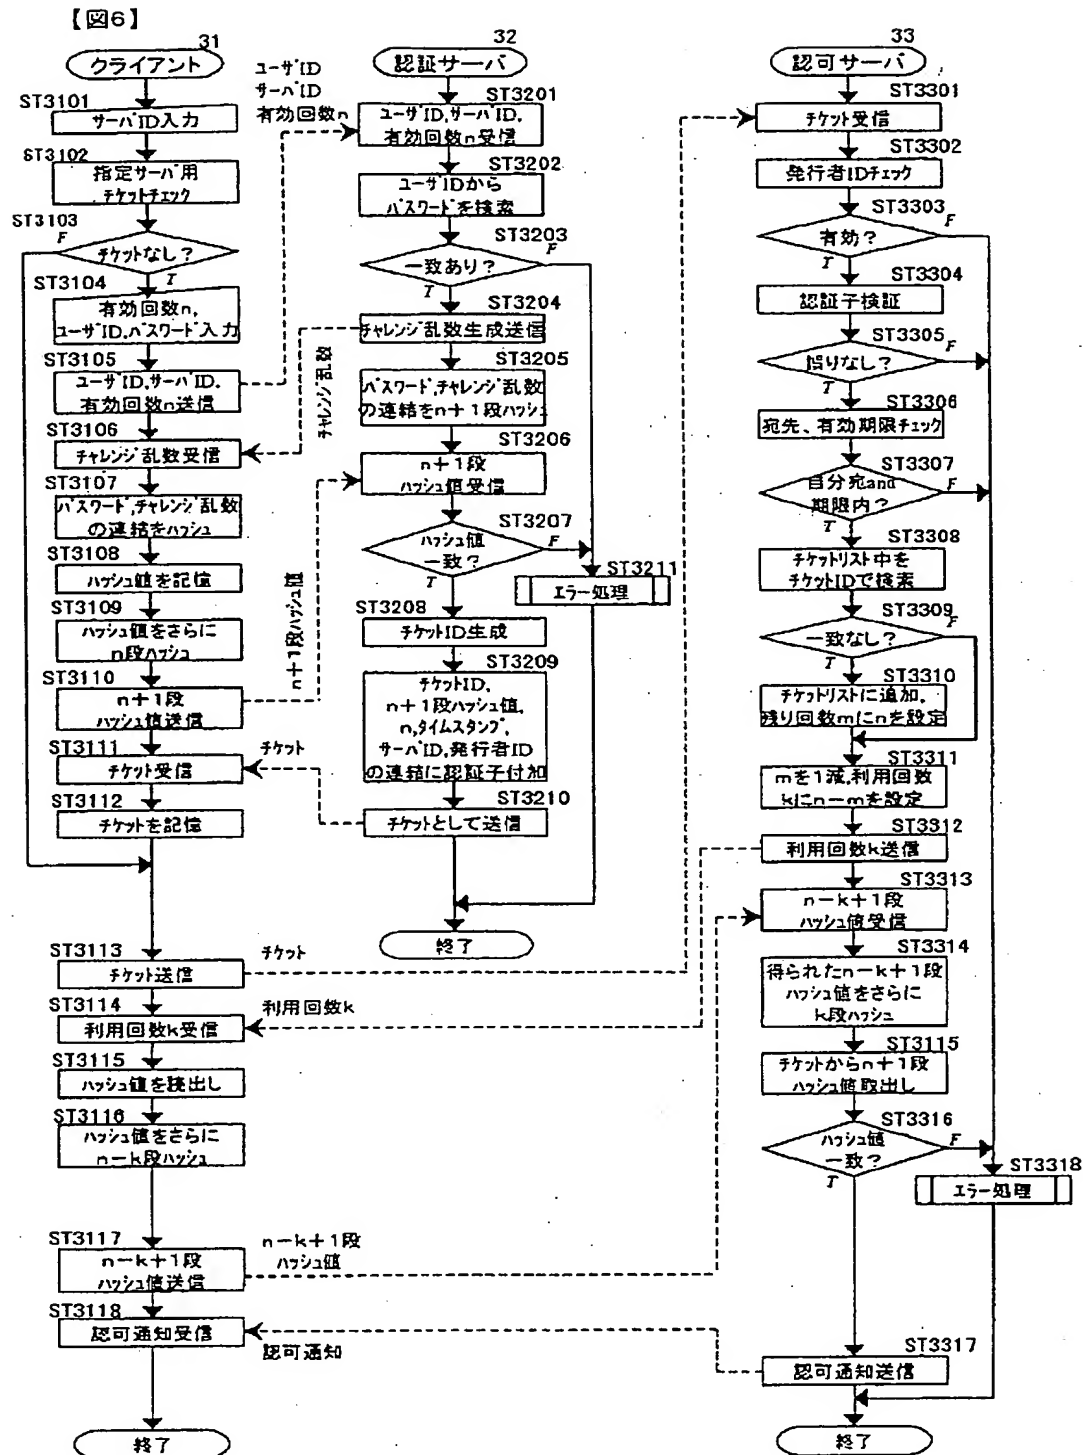 【図6】
31
クライアント
ST3101
サーバID入力
ST3102
指定サーバ用
チケットチェック
ST3103
F
チケットなし?
T
ST3104
有効回数n,
ユーザID,パスワード入力
ST3105
ユーザID,サーバID,
有効回数n送信
ST3106
チャレンジ乱数受信
ST3107
パスワード,チャレンジ乱数
の連結をハッシュ
ST3108
ハッシュ値を記憶
ST3109
ハッシュ値をさらに
n段ハッシュ
ST3110
n+1段
ハッシュ値送信
ST3111
チケット受信
ST3112
チケットを記憶
ST3113
チケット送信
ST3114
利用回数k受信
ST3115
ハッシュ値を読出し
ST3116
ハッシュ値をさらに
n-k段ハッシュ
ST3117
n-k+1段
ハッシュ値送信
ST3118
認可通知受信
終了
ユーザID
サーバID
有効回数n
チャレンジ乱数
n+1段ハッシュ値
チケット
チケット
利用回数k
n-k+1段
ハッシュ値
認可通知
32
認証サーバ
ST3201
ユーザID,サーバID,
有効回数n受信
ST3202
ユーザIDから
パスワードを検索
ST3203
一致あり?
F
T
ST3204
チャレンジ乱数生成送信
ST3205
パスワード,チャレンジ乱数
の連結をn+1段ハッシュ
ST3206
n+1段
ハッシュ値受信
ST3207
ハッシュ値
一致?
F
T
ST3211
エラー処理
ST3208
チケットID生成
ST3209
チケットID,
n+1段ハッシュ値,
n,タイムスタンプ,
サーバID,発行者ID
の連結に認証子付加
ST3210
チケットとして送信
終了
33
認可サーバ
ST3301
チケット受信
ST3302
発行者IDチェック
ST3303
有効?
F
T
ST3304
認証子検証
ST3305
誤りなし?
F
T
ST3306
宛先、有効期限チェック
ST3307
自分宛and
期限内?
F
T
ST3308
チケットリスト中を
チケットIDで検索
ST3309
一致なし?
F
T
ST3310
チケットリストに追加,
残り回数mにnを設定
ST3311
mを1減,利用回数
kにn-mを設定
ST3312
利用回数k送信
ST3313
n-k+1段
ハッシュ値受信
ST3314
得られたn-k+1段
ハッシュ値をさらに
k段ハッシュ
ST3115
チケットからn+1段
ハッシュ値取出し
ST3316
ハッシュ値
一致?
F
T
ST3318
エラー処理
ST3317
認可通知送信
終了